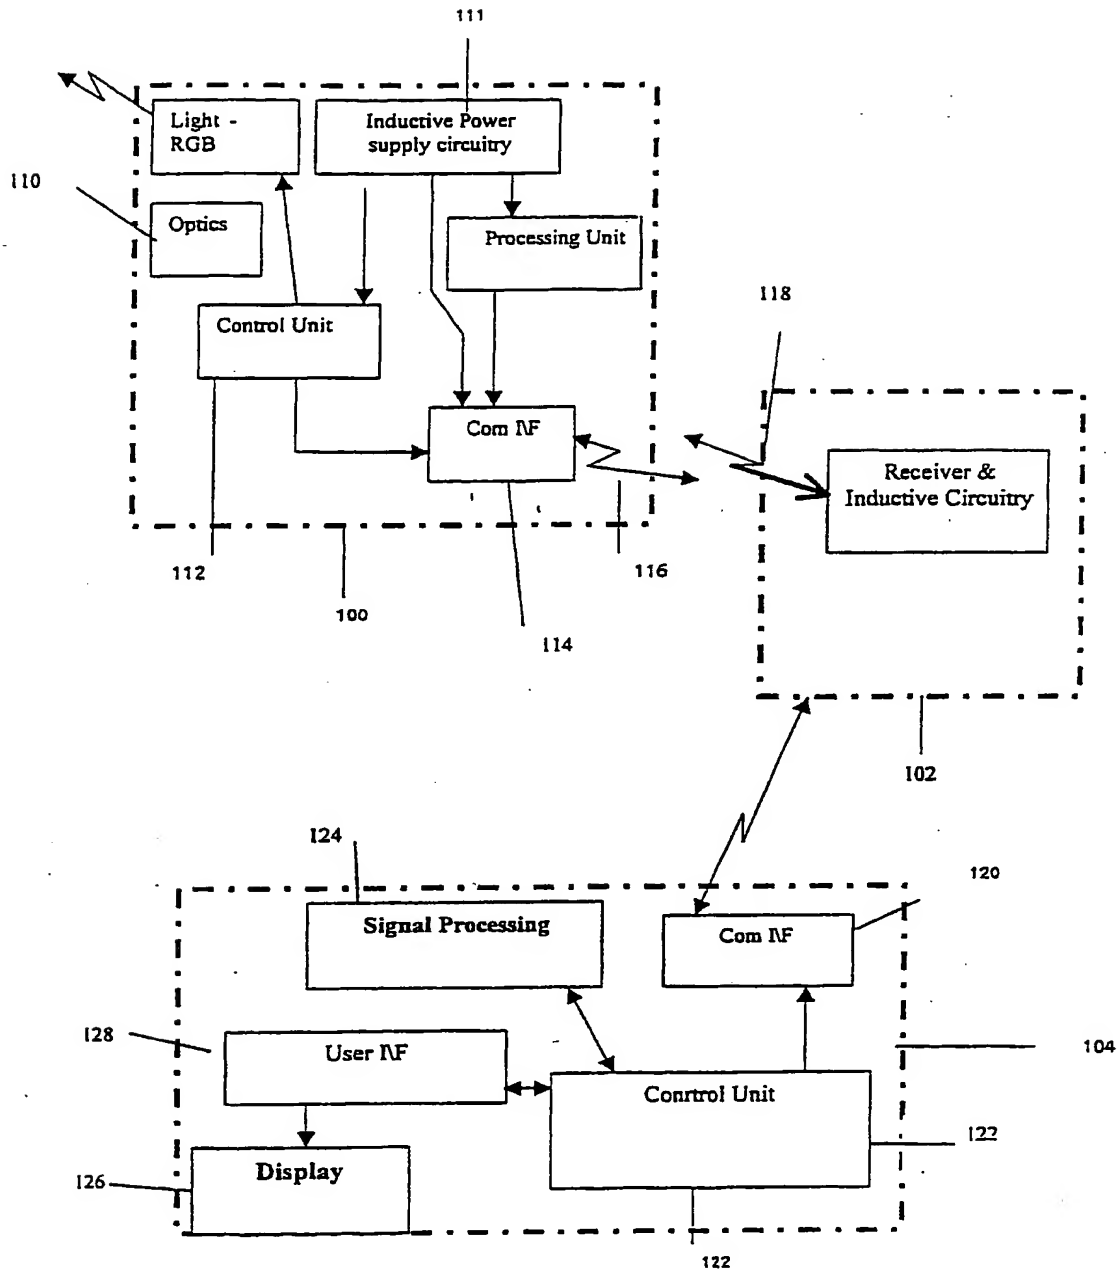 111
Light -
RGB
Inductive Power
supply circuitry
110
Optics
Processing Unit
118
Control Unit
Com I\F
Receiver &
Inductive Circuitry
112
116
100
114
102
124
120
Signal Processing
Com I\F
128
User I\F
104
Conrtrol Unit
122
126
Display
122